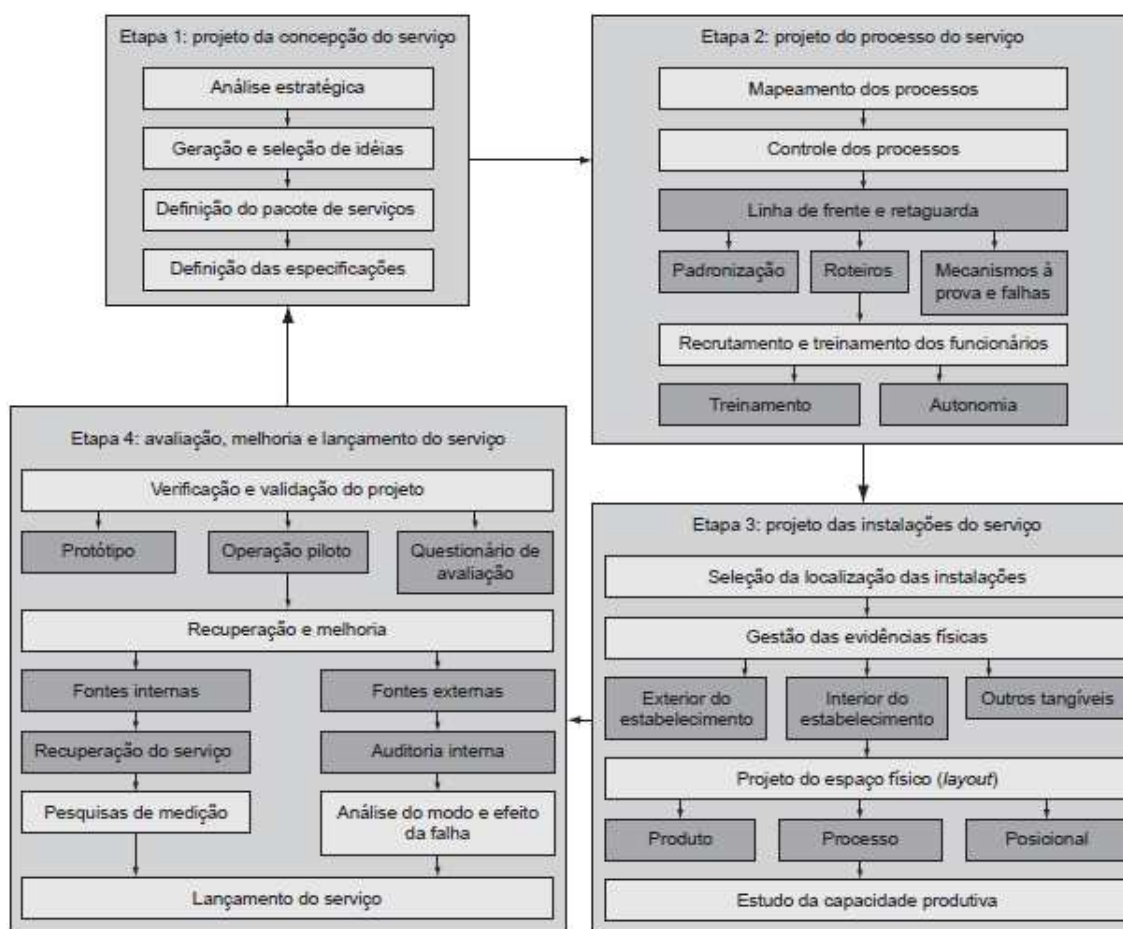 Etapa 1: projeto da concepção do serviço
Análise estratégica
Geração e seleção de idéias
Definição do pacote de serviços
Definição das especificações
Etapa 2: projeto do processo do serviço
Mapeamento dos processos
Controle dos processos
Linha de frente e retaguarda
Padronização
Roteiros
Mecanismos à
prova e falhas
Recrutamento e treinamento dos funcionários
Treinamento
Autonomia
Etapa 3: projeto das instalações do serviço
Seleção da localização das instalações
Gestão das evidências físicas
Exterior do
estabelecimento
Interior do
estabelecimento
Outros tangíveis
Projeto do espaço físico (layout)
Produto
Processo
Posicional
Estudo da capacidade produtiva
Etapa 4: avaliação, melhoria e lançamento do serviço
Verificação e validação do projeto
Protótipo
Operação piloto
Questionário de
avaliação
Recuperação e melhoria
Fontes internas
Fontes externas
Recuperação do serviço
Auditoria interna
Pesquisas de medição
Análise do modo e efeito
da falha
Lançamento do serviço